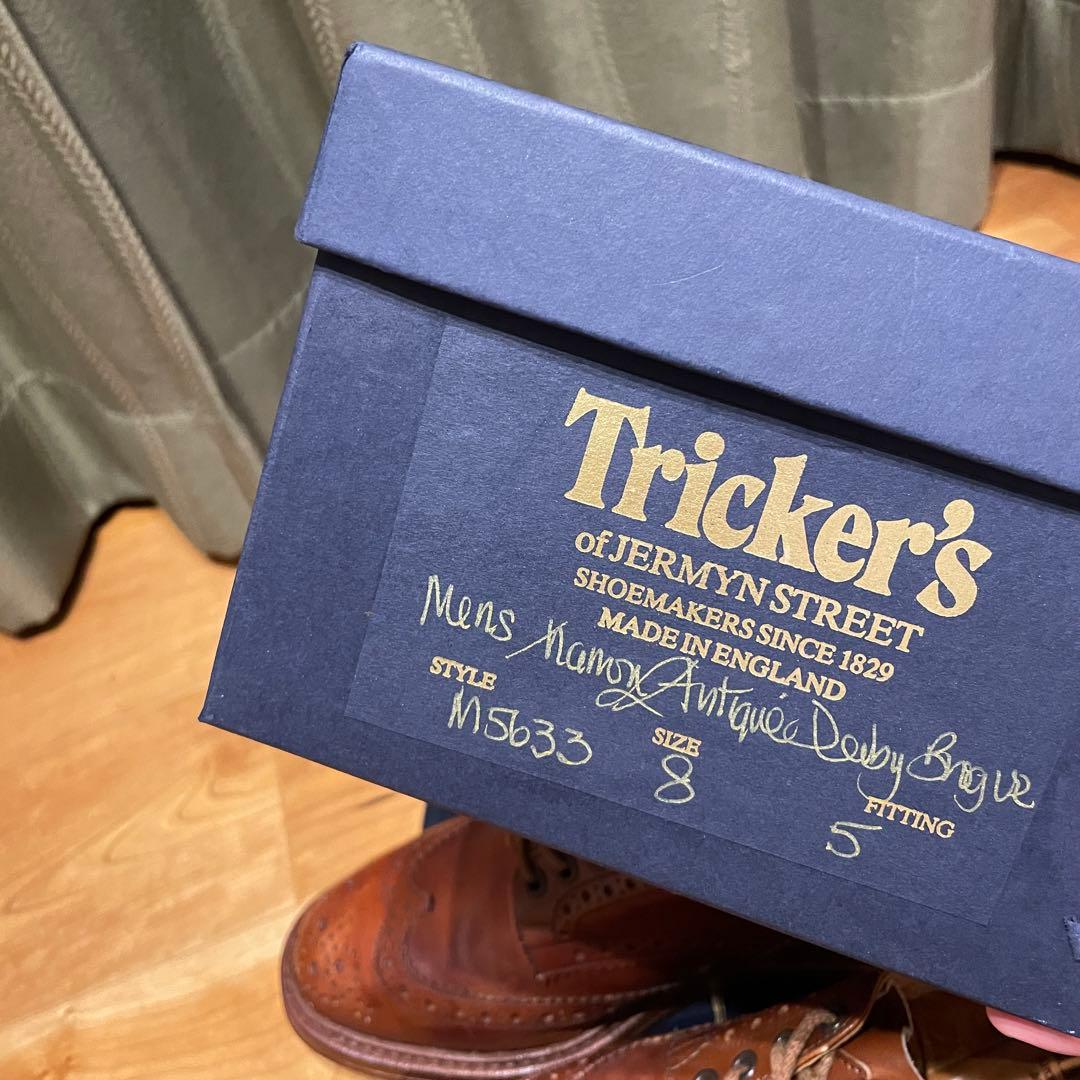 Tricker's
of JERMYN STREET
SHOEMAKERS SINCE 1829
MADE IN ENGLAND
Mens Marron Antique Derby Brogue
STYLE
M5633
SIZE
8
FITTING
5